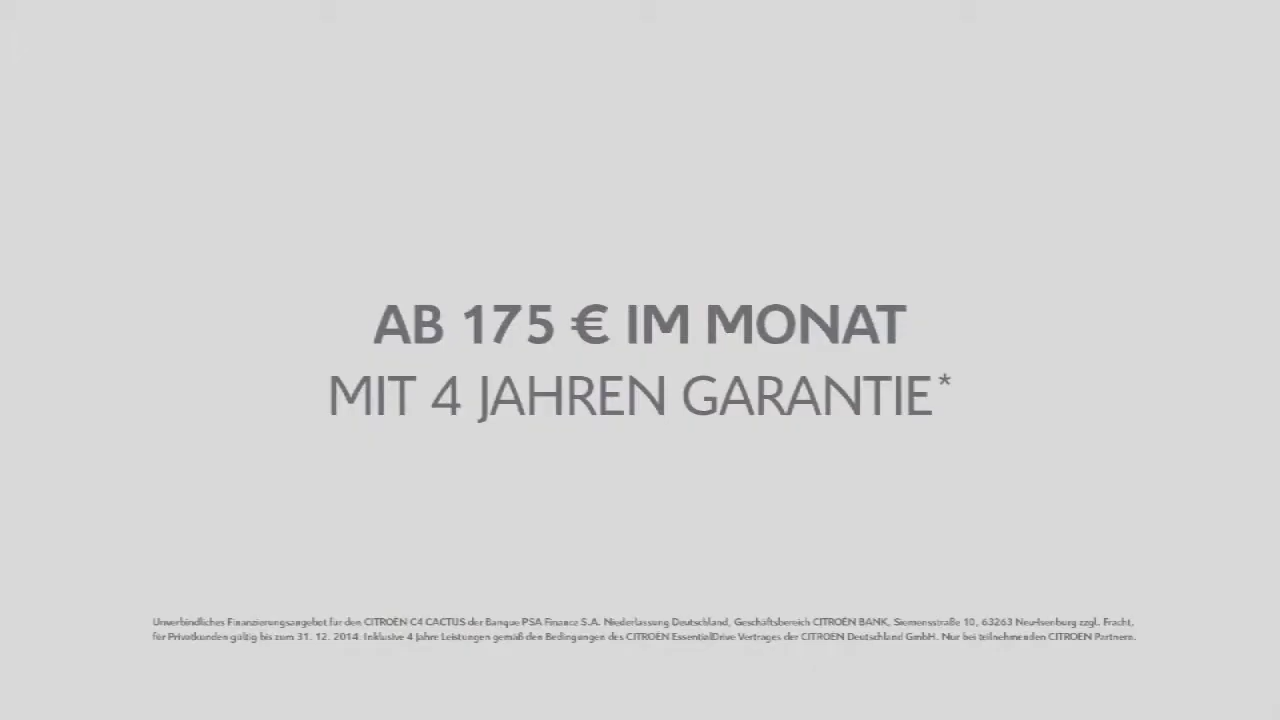 AB 175 € IM MONAT
MIT 4 JAHREN GARANTIE*
Unverbindliches Finanzierungsangebot für den CITROËN C4 CACTUS der Banque PSA Finance S.A. Niederlassung Deutschland, Geschäftsbereich CITROËN BANK, Siemensstraße 10, 63263 Neu-Isenburg zzgl. Fracht,
für Privatkunden gültig bis zum 31. 12. 2014. Inklusive 4 Jahre Leistungen gemäß den Bedingungen des CITROËN EssentialDrive Vertrages der CITROËN Deutschland GmbH. Nur bei teilnehmenden CITROËN Partnern.